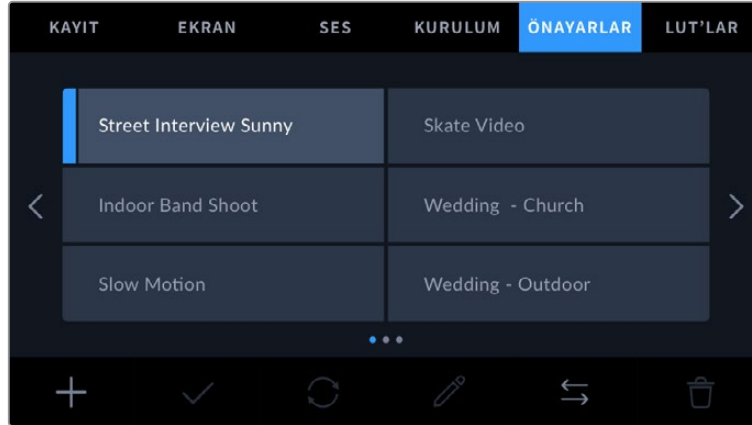 KAYIT EKRAN SES KURULUM ÖNAYARLAR LUT'LAR
Street Interview Sunny Skate Video
Indoor Band Shoot Wedding - Church
Slow Motion Wedding - Outdoor